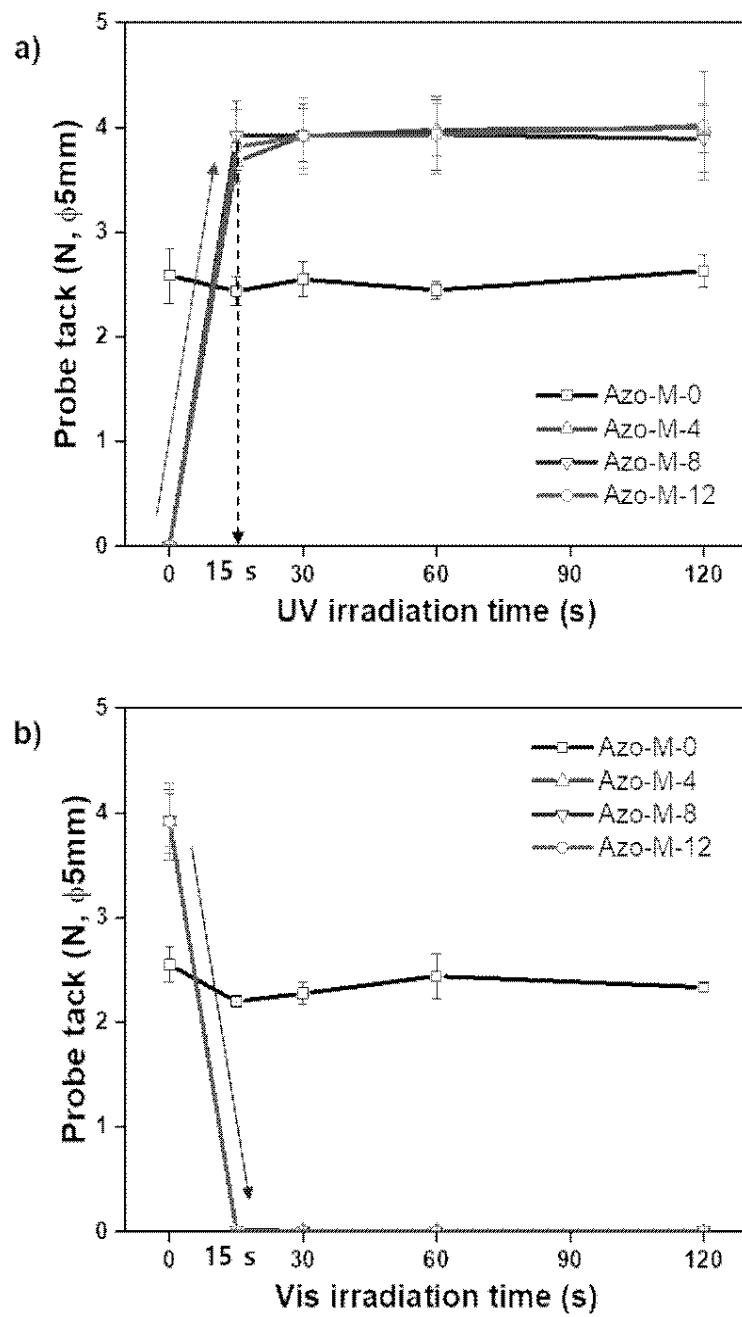 a)
Probe tack (N, ϕ5mm)
5
4
3
2
1
0
Azo-M-0
Azo-M-4
Azo-M-8
Azo-M-12
0 15 s 30 60 90 120
UV irradiation time (s)
b)
Probe tack (N, ϕ5mm)
5
4
3
2
1
0
Azo-M-0
Azo-M-4
Azo-M-8
Azo-M-12
0 15 s 30 60 90 120
Vis irradiation time (s)